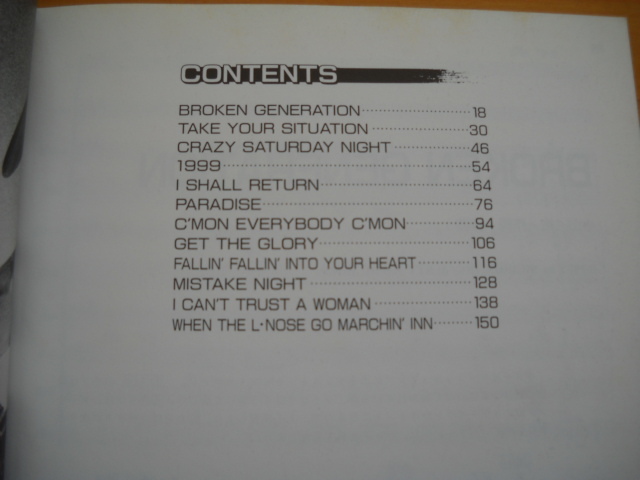 CONTENTS
BROKEN GENERATION 18
TAKE YOUR SITUATION 30
CRAZY SATURDAY NIGHT 46
1999 54
I SHALL RETURN 64
PARADISE 76
C'MON EVERYBODY C'MON 94
GET THE GLORY 106
FALLIN' FALLIN' INTO YOUR HEART 116
MISTAKE NIGHT 128
I CAN'T TRUST A WOMAN 138
WHEN THE L·NOSE GO MARCHIN' INN 150